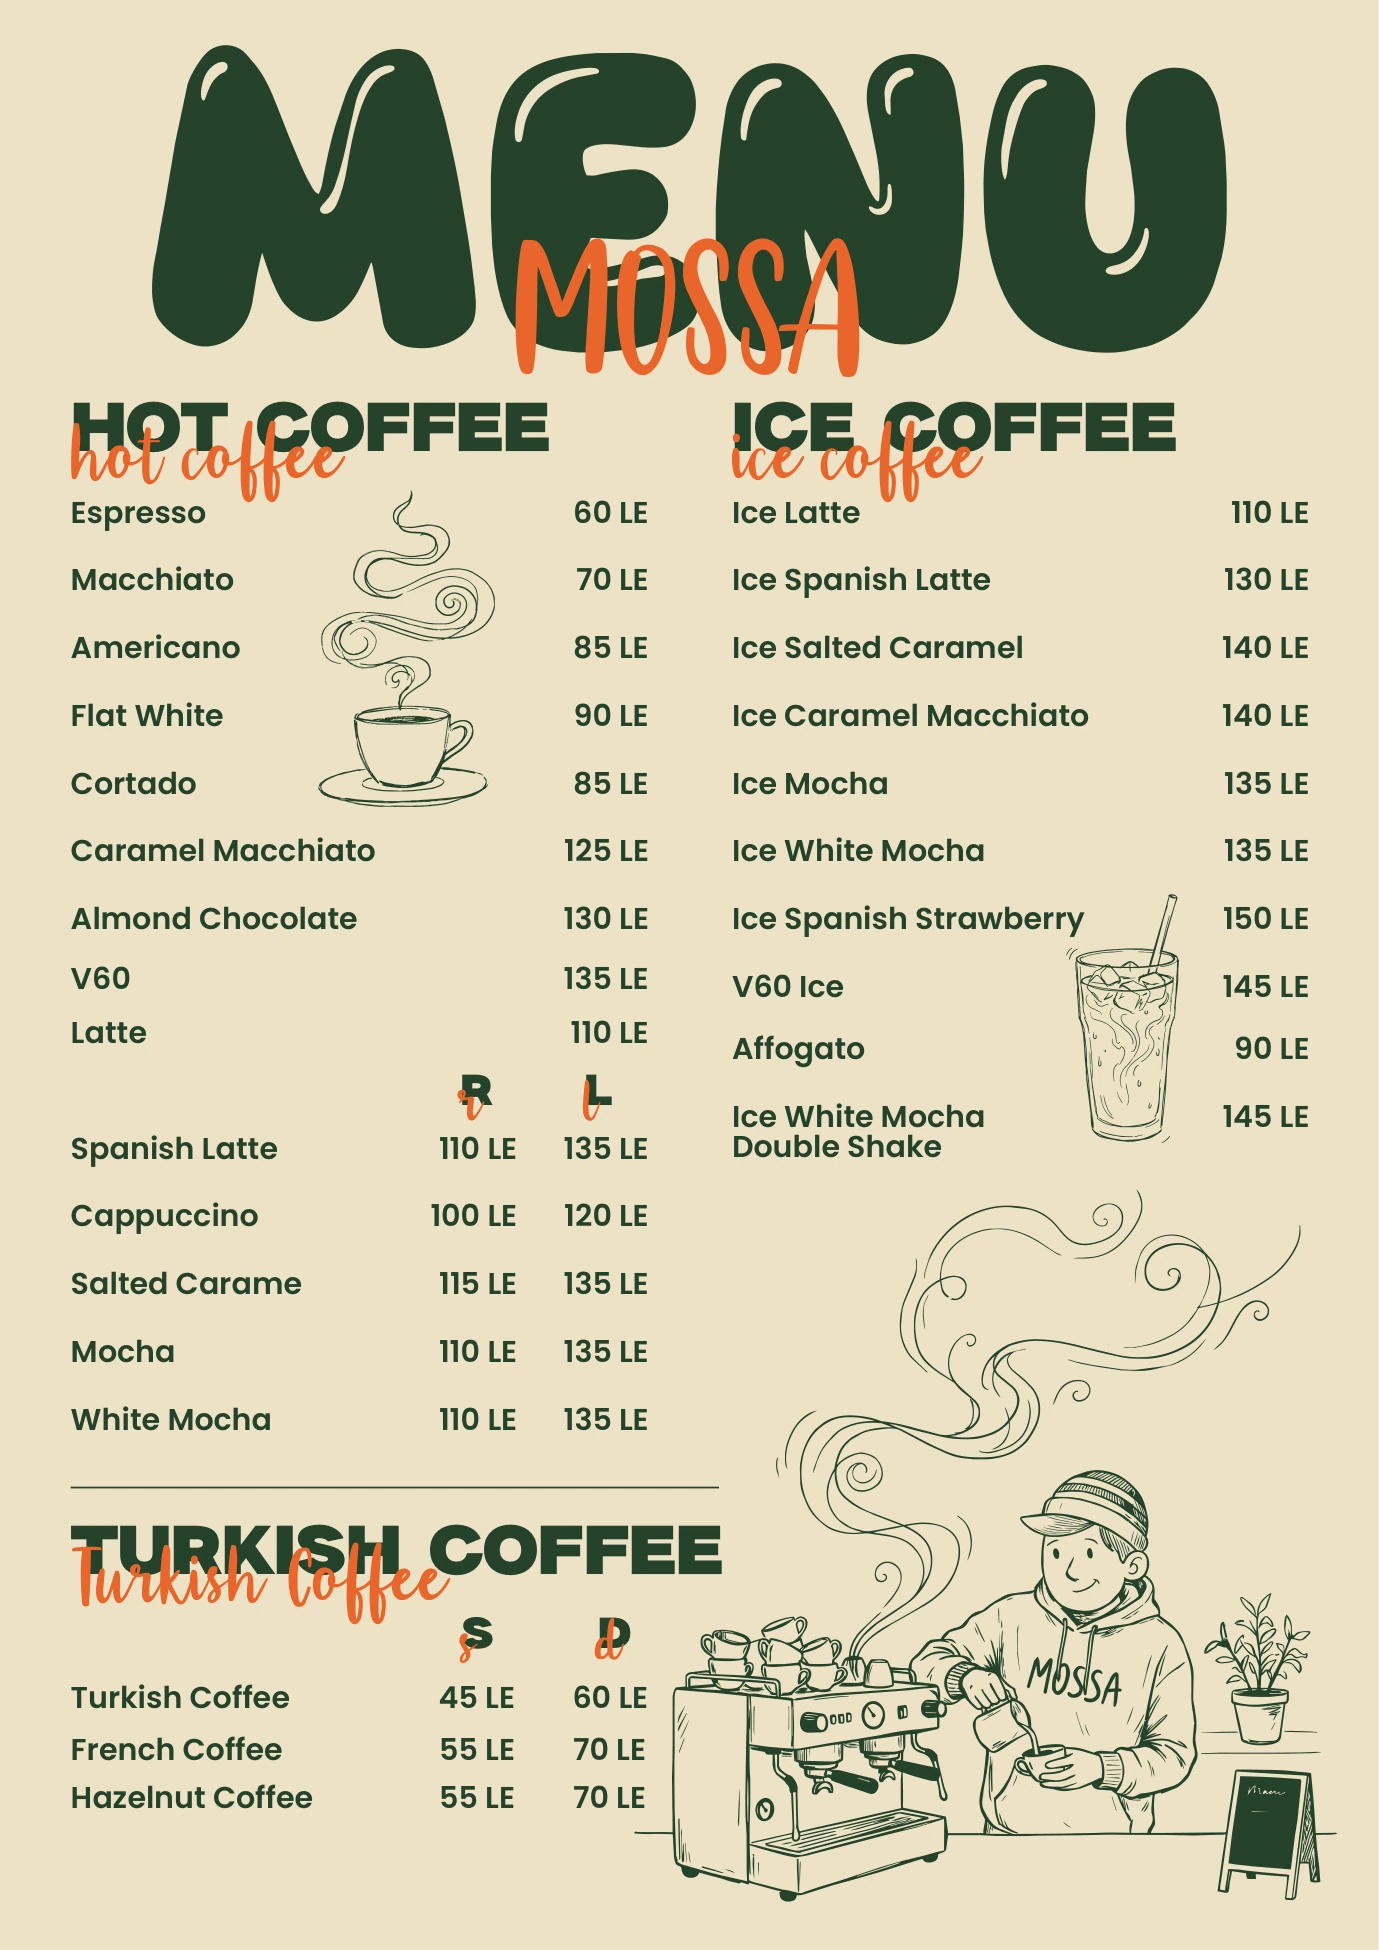 MENU
MOSSA
HOT COFFEE
hot coffee
Espresso 60 LE
Macchiato 70 LE
Americano 85 LE
Flat White 90 LE
Cortado 85 LE
Caramel Macchiato 125 LE
Almond Chocolate 130 LE
V60 135 LE
Latte 110 LE
R L
r l
Spanish Latte 110 LE 135 LE
Cappuccino 100 LE 120 LE
Salted Carame 115 LE 135 LE
Mocha 110 LE 135 LE
White Mocha 110 LE 135 LE
ICE COFFEE
ice coffee
Ice Latte 110 LE
Ice Spanish Latte 130 LE
Ice Salted Caramel 140 LE
Ice Caramel Macchiato 140 LE
Ice Mocha 135 LE
Ice White Mocha 135 LE
Ice Spanish Strawberry 150 LE
V60 Ice 145 LE
Affogato 90 LE
Ice White Mocha 145 LE
Double Shake
TURKISH COFFEE
Turkish Coffee
S D
s d
Turkish Coffee 45 LE 60 LE
French Coffee 55 LE 70 LE
Hazelnut Coffee 55 LE 70 LE
MOSSA